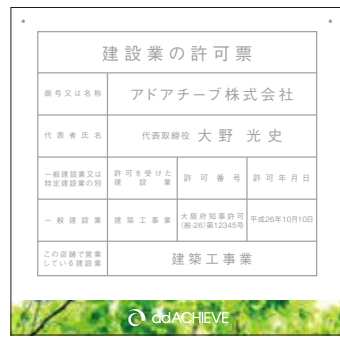 建設業の許可票
商号又は名称
アドアチーブ株式会社
代表者氏名
代表取締役 大野 光史
一般建設業又は
特定建設業の別
許可を受けた
建設業
許可番号
許可年月日
一般建設業
建築工事業
大阪府知事許可
(般-26)第12345号
平成26年10月10日
この店舗で営業
している建設業
建築工事業
adACHIEVE